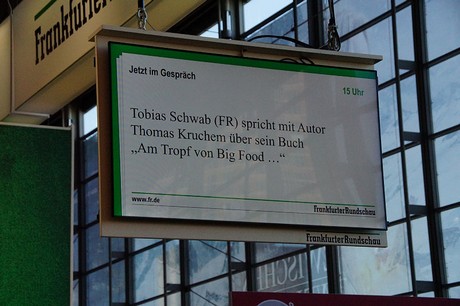 Frankfurter
Jetzt im Gespräch
15 Uhr
Tobias Schwab (FR) spricht mit Autor
Thomas Kruchem über sein Buch
„Am Tropf von Big Food ...“
www.fr.de
FrankfurterRundschau
FrankfurterRundschau